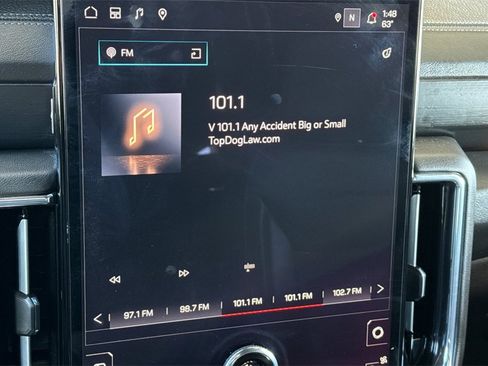 N
1:48
63°
FM
101.1
V 101.1 Any Accident Big or Small
TopDogLaw.com
97.1 FM 98.7 FM 101.1 FM 101.1 FM 102.7 FM